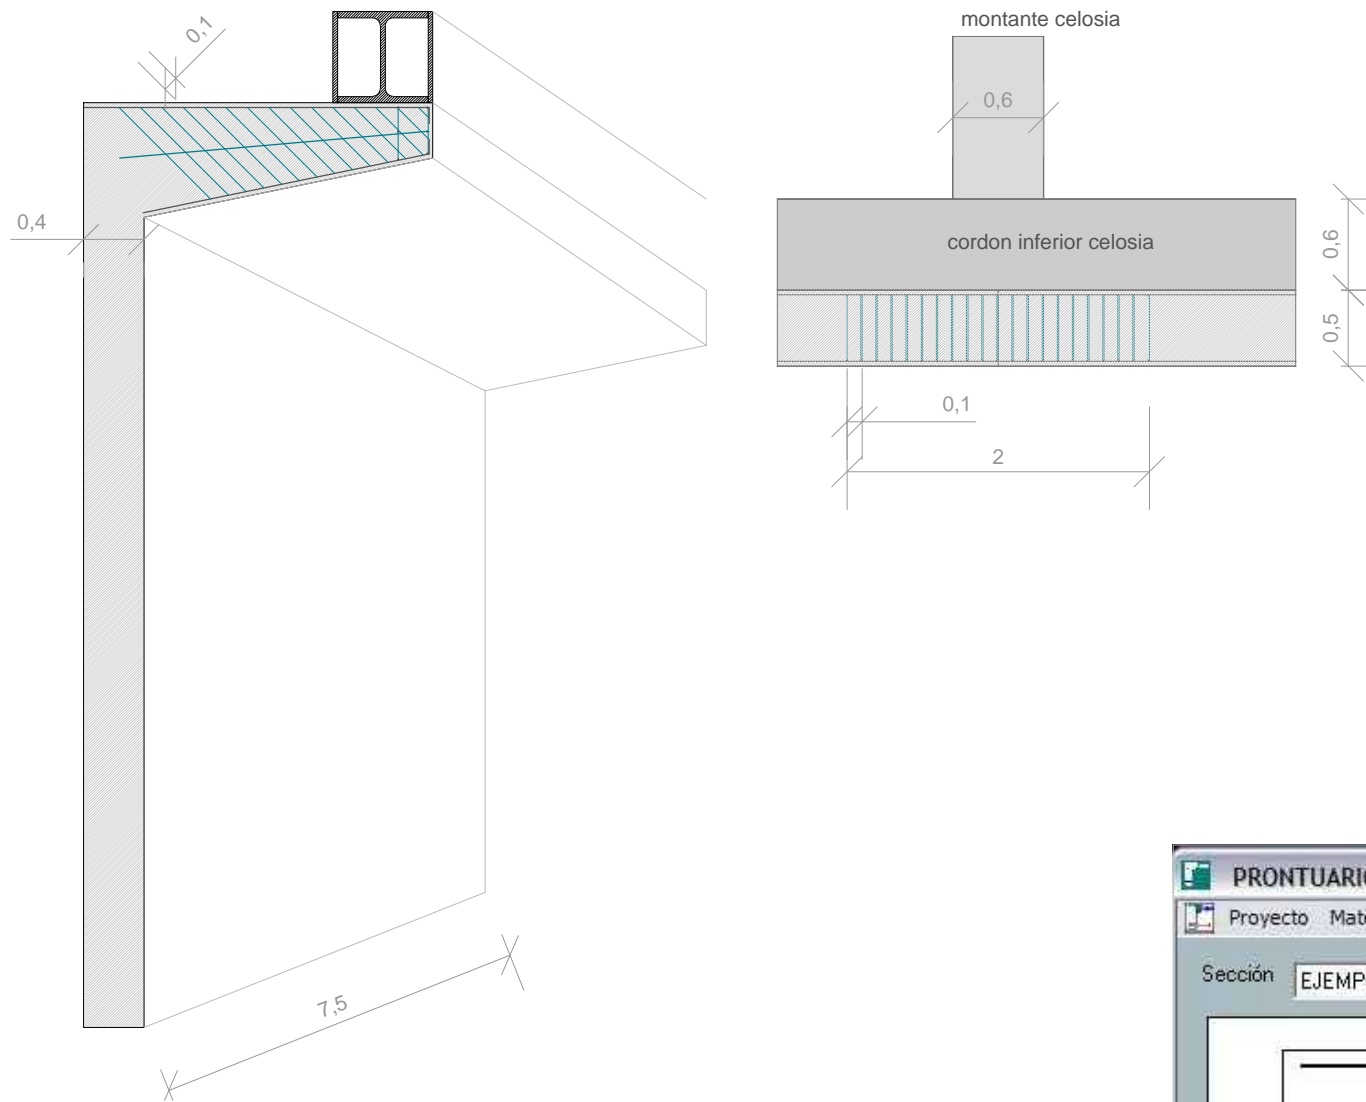 montante celosia
0,1
0,6
0,4
cordon inferior celosia
0,6
0,5
0,1
2
7,5
PRONTUARI
Proyecto Mat
Sección EJEMP